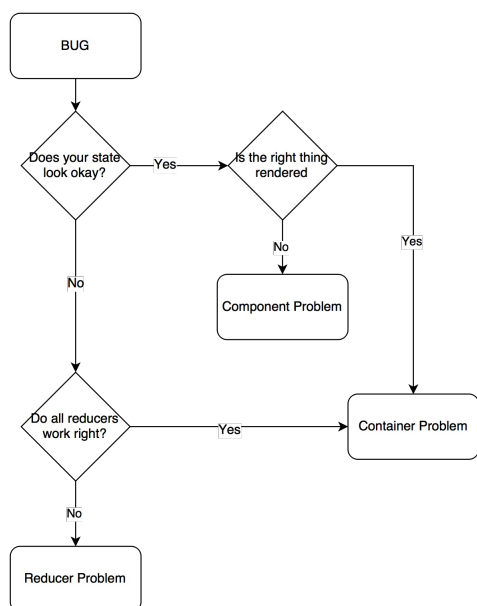 BUG
Does your state
look okay?
Yes
Is the right thing
rendered
Yes
No
No
Component Problem
Do all reducers
work right?
Yes
Container Problem
No
Reducer Problem